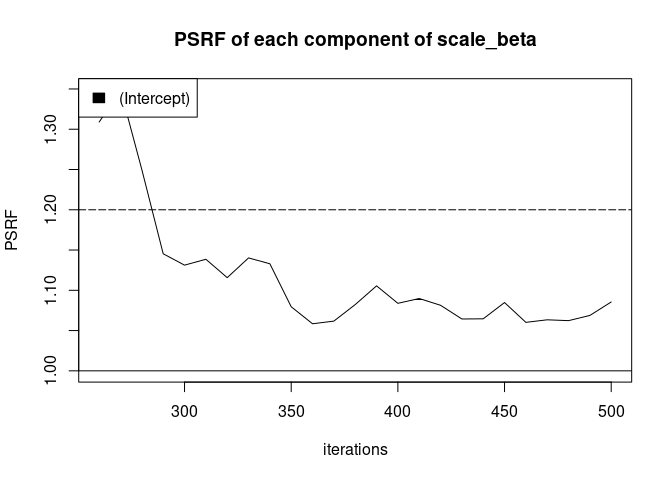 PSRF of each component of scale_beta
(Intercept)
PSRF
1.30
1.20
1.10
1.00
300 350 400 450 500
iterations